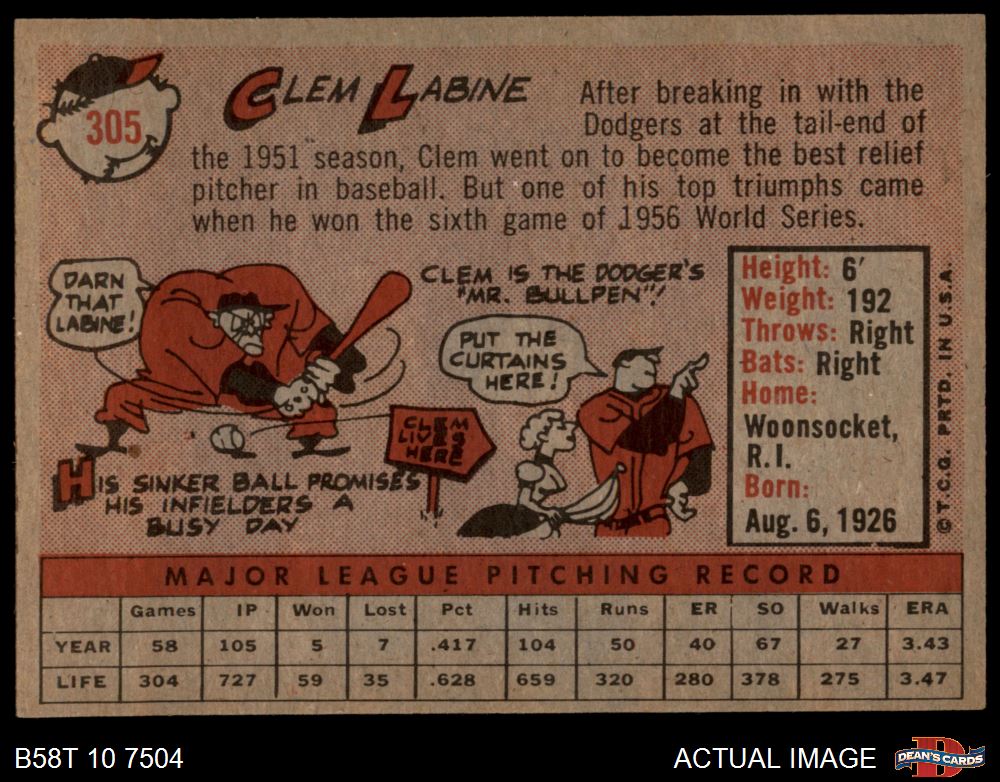 305
CLEM LABINE
After breaking in with the
Dodgers at the tail-end of
the 1951 season, Clem went on to become the best relief
pitcher in baseball. But one of his top triumphs came
when he won the sixth game of 1956 World Series.
DARN
THAT
LABINE!
CLEM IS THE DODGER'S
"MR. BULLPEN"!
PUT THE
CURTAINS
HERE!
CLEM
LIVES
HERE
HIS SINKER BALL PROMISES
HIS INFIELDERS A
BUSY DAY
Height: 6'
Weight: 192
Throws: Right
Bats: Right
Home:
Woonsocket,
R.I.
Born:
Aug. 6, 1926
© T.C.G. PRTD. IN U.S.A.
MAJOR LEAGUE PITCHING RECORD
Games IP Won Lost Pct Hits Runs ER SO Walks ERA
YEAR 58 105 5 7 .417 104 50 40 67 27 3.43
LIFE 304 727 59 35 .628 659 320 280 378 275 3.47
B58T 10 7504
ACTUAL IMAGE
D
DEAN'S CARDS